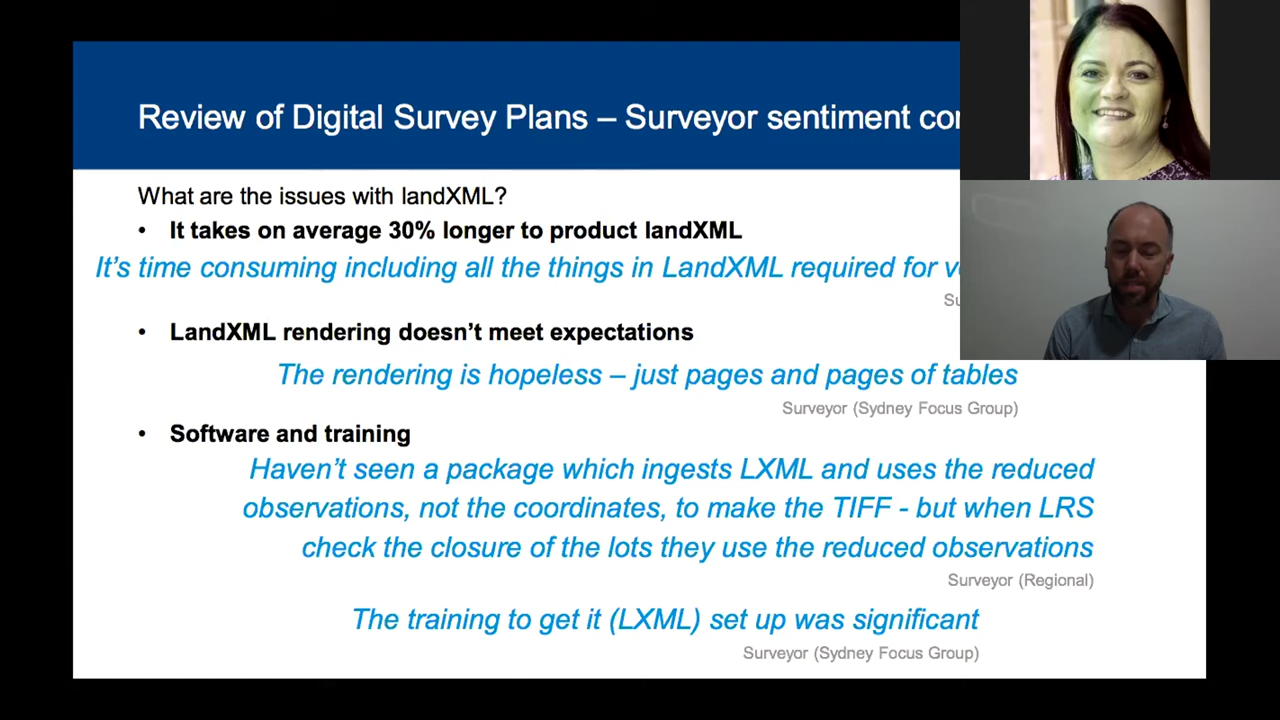 Review of Digital Survey Plans – Surveyor sentiment
What are the issues with landXML?
• It takes on average 30% longer to product landXML
It’s time consuming including all the things in LandXML required for
• LandXML rendering doesn’t meet expectations
The rendering is hopeless – just pages and pages of tables
Surveyor (Sydney Focus Group)
• Software and training
Haven’t seen a package which ingests LXML and uses the reduced
observations, not the coordinates, to make the TIFF - but when LRS
check the closure of the lots they use the reduced observations
Surveyor (Regional)
The training to get it (LXML) set up was significant
Surveyor (Sydney Focus Group)